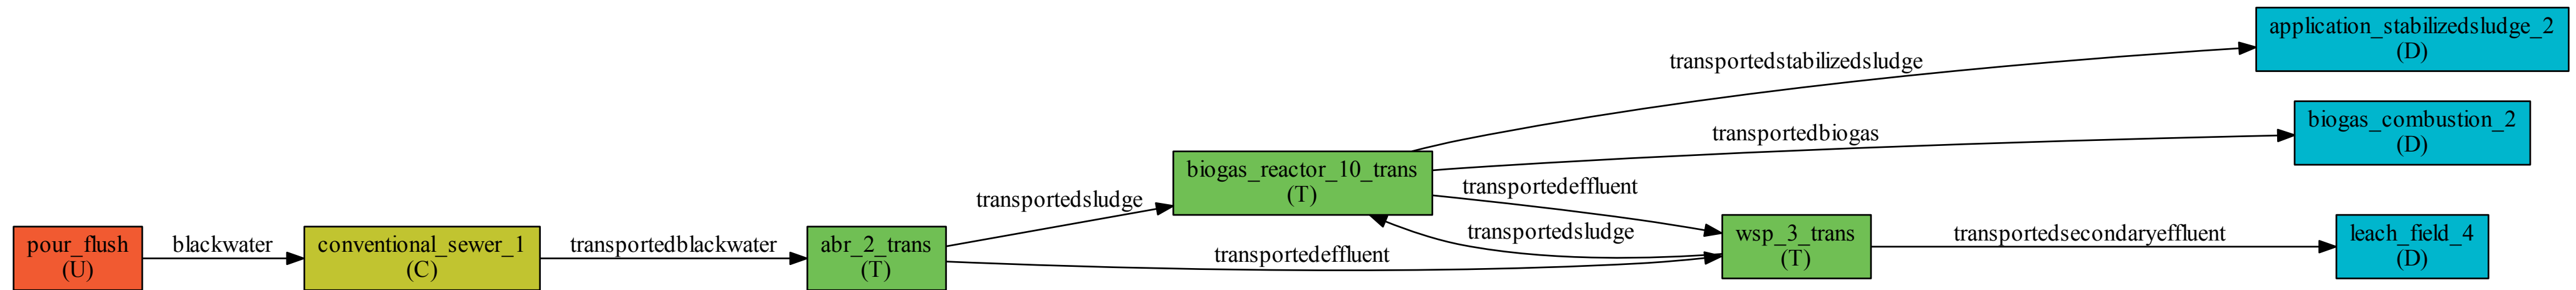 pour_flush
(U)
blackwater
conventional_sewer_1
(C)
transportedblackwater
abr_2_trans
(T)
transportedsludge
transportedeffluent
biogas_reactor_10_trans
(T)
transportedstabilizedsludge
transportedbiogas
transportedeffluent
transportedsludge
wsp_3_trans
(T)
transportedsecondaryeffluent
application_stabilizedsludge_2
(D)
biogas_combustion_2
(D)
leach_field_4
(D)